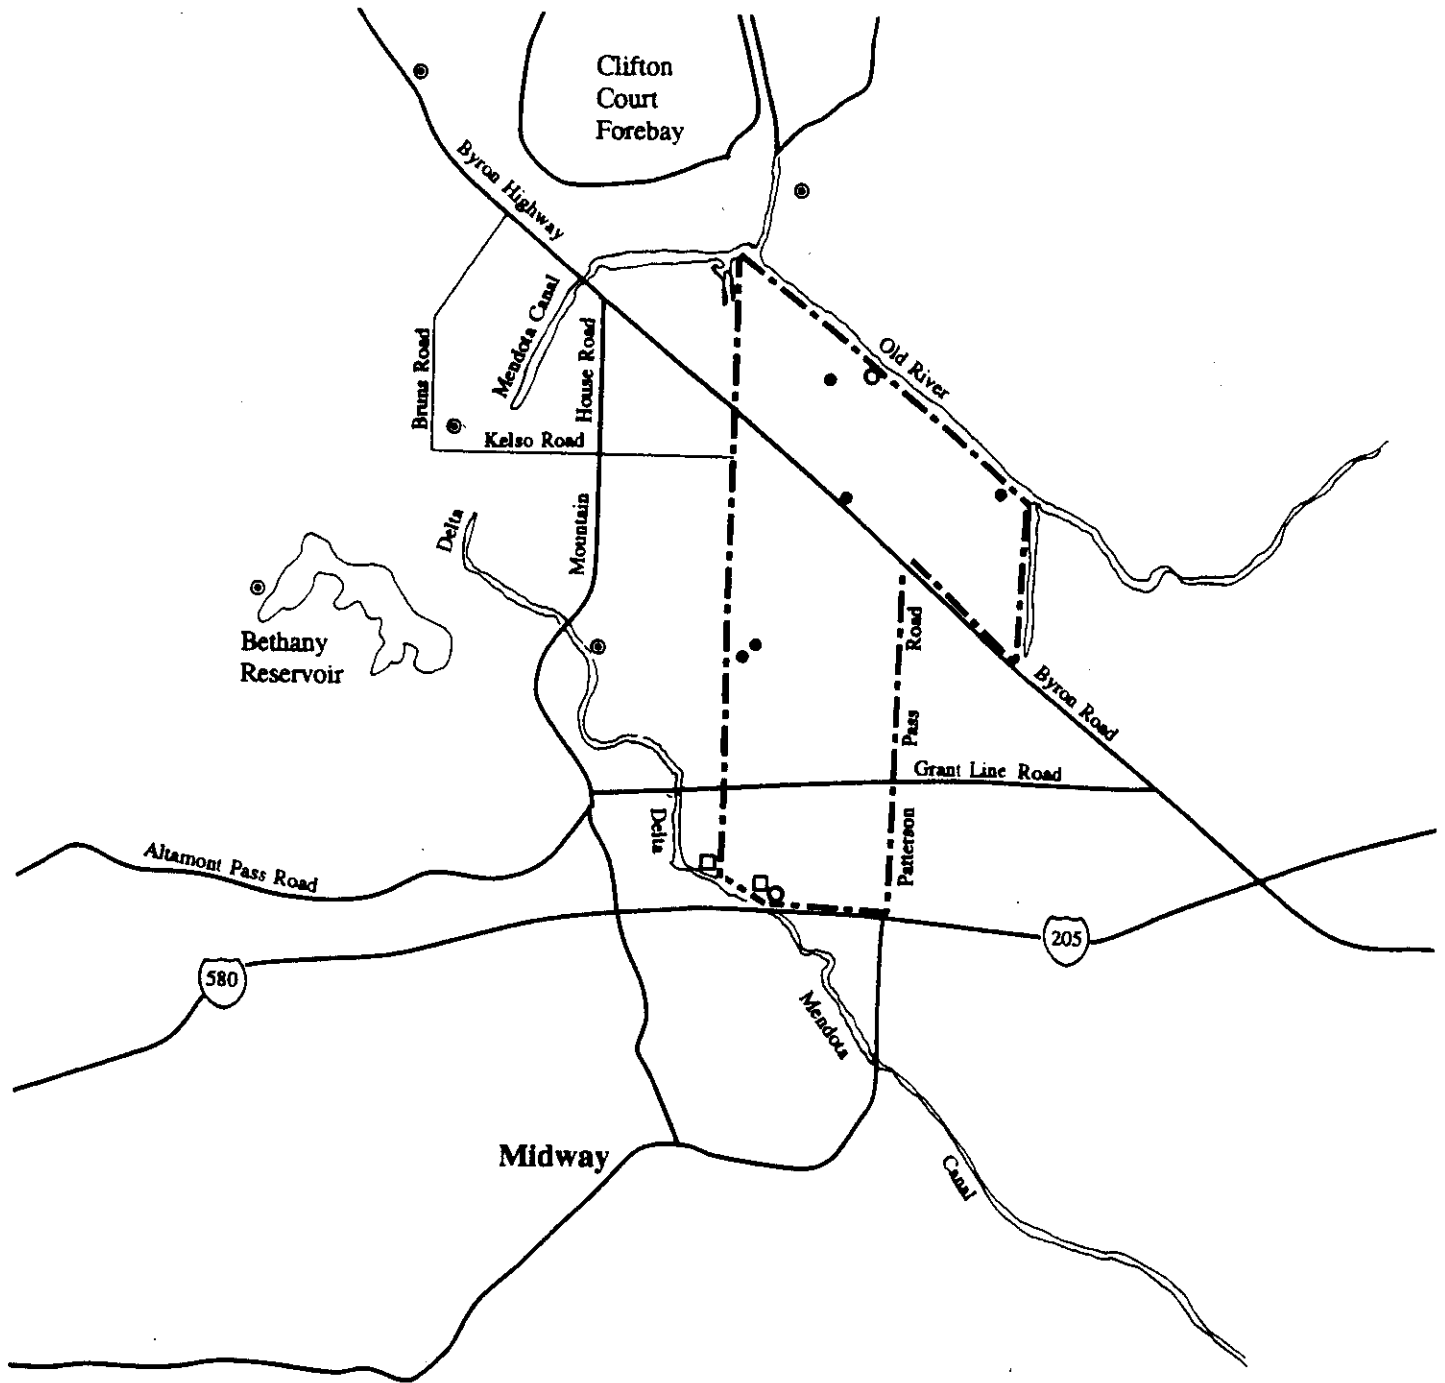 Clifton
Court
Forebay
Byron Highway
Mendota Canal
House Road
Bruns Road
Old River
Kelso Road
Delta
Mountain
Bethany
Reservoir
Road
Byron Road
Pass
Grant Line Road
Delta
Patterson
Altamont Pass Road
205
580
Mendota
Midway
Canal